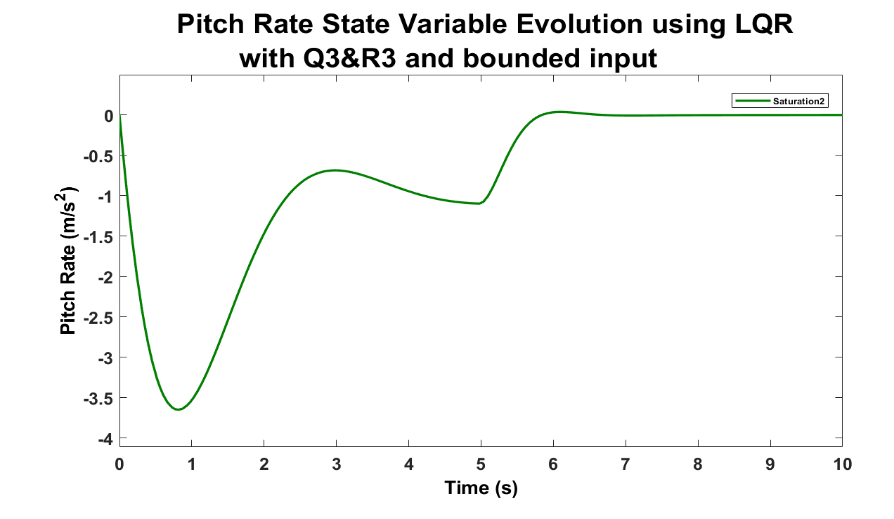 Pitch Rate State Variable Evolution using LQR
with Q3&R3 and bounded input
Saturation2
0
-0.5
-1
-1.5
-2
-2.5
-3
-3.5
-4
Pitch Rate (m/s²)
0 1 2 3 4 5 6 7 8 9 10
Time (s)